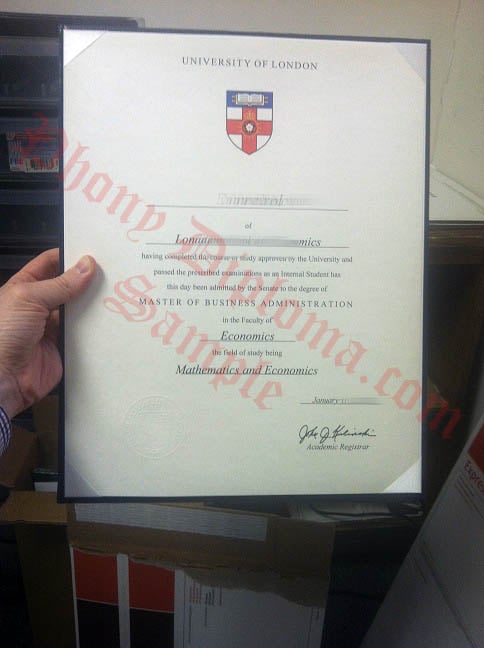 UNIVERSITY OF LONDON
of
having completed the course of study approved by the University and
passed the prescribed examinations as an Internal Student has
this day been admitted by the Senate to the degree of
MASTER OF BUSINESS ADMINISTRATION
in the Faculty of
Economics
the field of study being
Mathematics and Economics
January
Academic Registrar
Phony Diploma.com
Sample